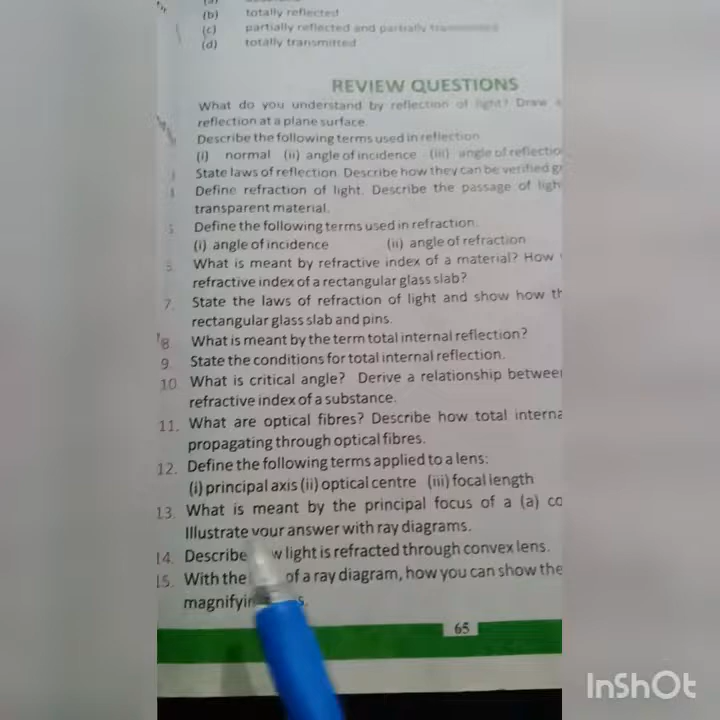 (b) totally reflected
(c) partially reflected and partially transmitted
(d) totally transmitted
REVIEW QUESTIONS
What do you understand by reflection of light? Draw
reflection at a plane surface.
Describe the following terms used in reflection
(i) normal (ii) angle of incidence (iii) angle of reflectio
State laws of reflection. Describe how they can be verified
Define refraction of light. Describe the passage of ligh
transparent material.
Define the following terms used in refraction.
(i) angle of incidence (ii) angle of refraction
What is meant by refractive index of a material? How
refractive index of a rectangular glass slab?
7. State the laws of refraction of light and show how th
rectangular glass slab and pins.
8. What is meant by the term total internal reflection?
9. State the conditions for total internal reflection.
10. What is critical angle? Derive a relationship between
refractive index of a substance.
11. What are optical fibres? Describe how total interna
propagating through optical fibres.
12. Define the following terms applied to a lens:
(i) principal axis (ii) optical centre (iii) focal length
13. What is meant by the principal focus of a (a) co
Illustrate your answer with ray diagrams.
14. Describe w light is refracted through convex lens.
15. With the of a ray diagram, how you can show the
magnifyin s.
65
InShOt